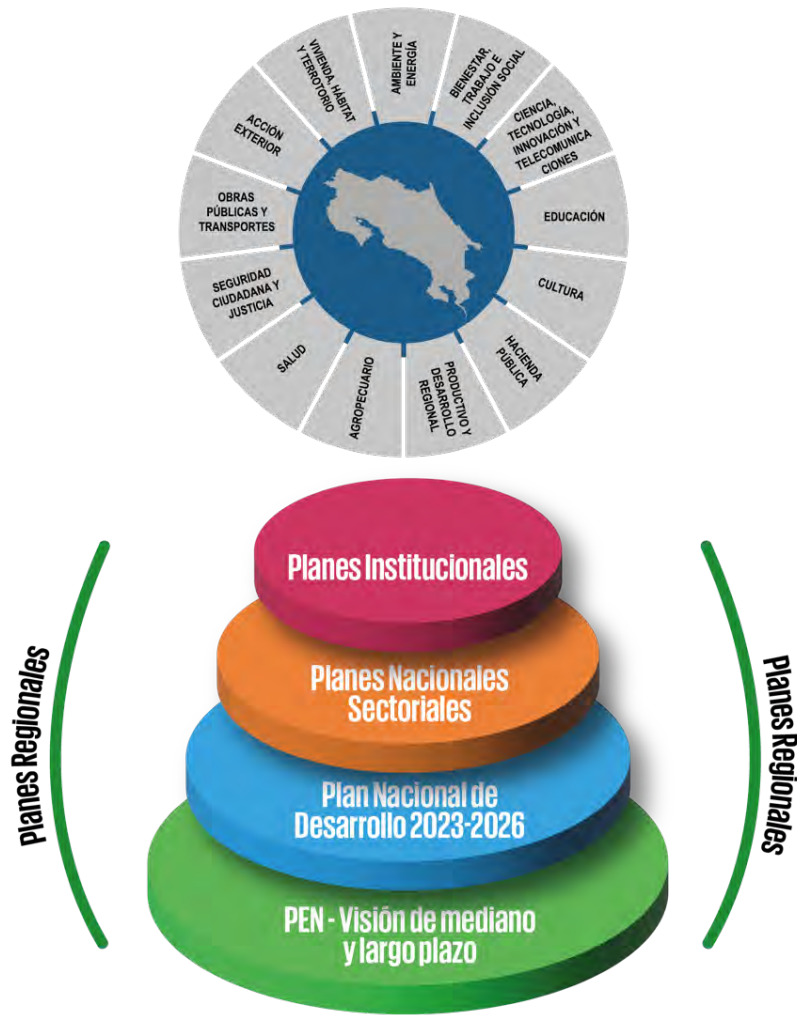 AMBIENTE Y
ENERGÍA
BIENESTAR,
TRABAJO E
INCLUSIÓN SOCIAL
CIENCIA,
TECNOLOGÍA,
INNOVACIÓN Y
TELECOMUNICA
CIONES
EDUCACIÓN
CULTURA
HACIENDA
PÚBLICA
PRODUCTIVO Y
DESARROLLO
REGIONAL
AGROPECUARIO
SALUD
SEGURIDAD
CIUDADANA Y
JUSTICIA
OBRAS
PÚBLICAS Y
TRANSPORTES
ACCIÓN
EXTERIOR
VIVIENDA, HÁBITAT
Y TERROTORIO
Planes Regionales
Planes Institucionales
Planes Nacionales
Sectoriales
Plan Nacional de
Desarrollo 2023-2026
PEN - Visión de mediano
y largo plazo
Planes Regionales